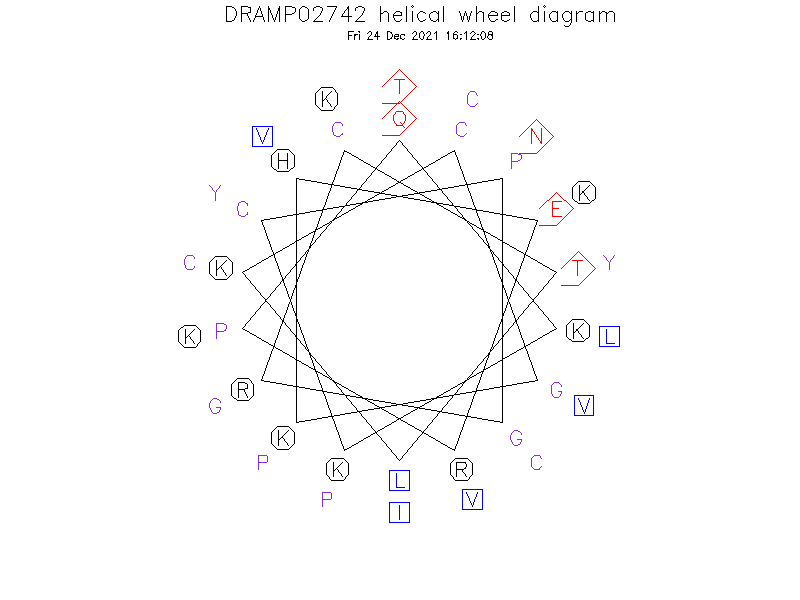 DRAMP02742 helical wheel diagram
Fri 24 Dec 2021 16:12:08
T
K C
Q
V C C N
H P
Y K
C E
C K T Y
K P K L
R G
G V
K G
P C
K L R
P I V